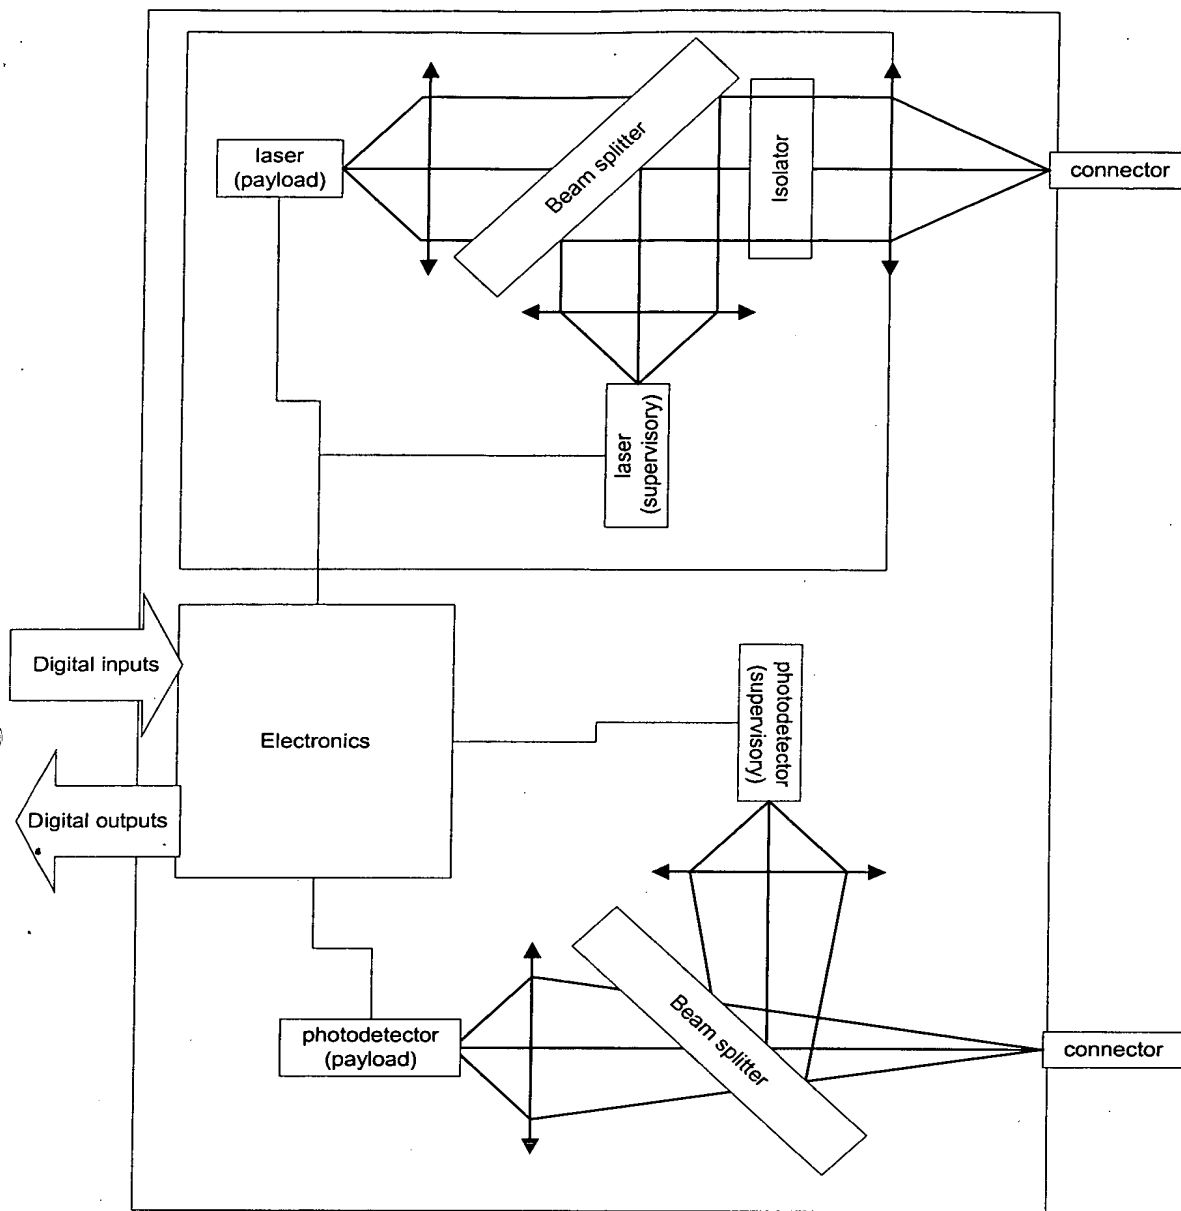 laser
(payload)
Beam splitter
Isolator
connector
laser
(supervisory)
Digital inputs
Electronics
photodetector
(supervisory)
Digital outputs
photodetector
(payload)
Beam splitter
connector